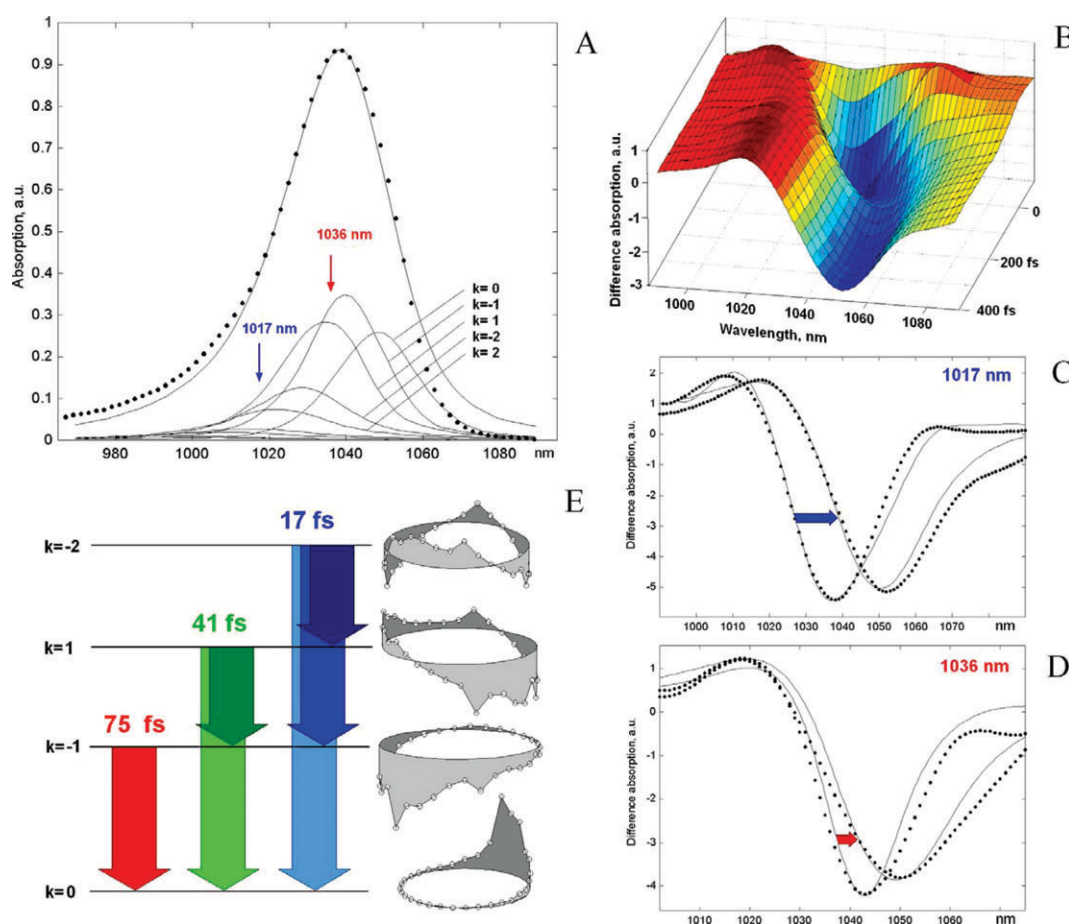 A
1
0.9
0.8
0.7
0.6
0.5
0.4
0.3
0.2
0.1
0
Absorption, a.u.
1036 nm
1017 nm
k= 0
k=-1
k= 1
k=-2
k= 2
980 1000 1020 1040 1060 1080 nm
B
Difference absorption, a.u.
1
0
-1
-2
-3
1000 1020 1040 1060 1080
Wavelength, nm
0
200 fs
400 fs
C
1017 nm
Difference absorption, a.u.
2
1
0
-1
-2
-3
-4
-5
1000 1010 1020 1030 1040 1050 1060 1070 nm
D
1036 nm
Difference absorption, a.u.
1
0
-1
-2
-3
-4
1010 1020 1030 1040 1050 1060 nm
E
17 fs
k=-2
41 fs
k=1
75 fs
k=-1
k=0